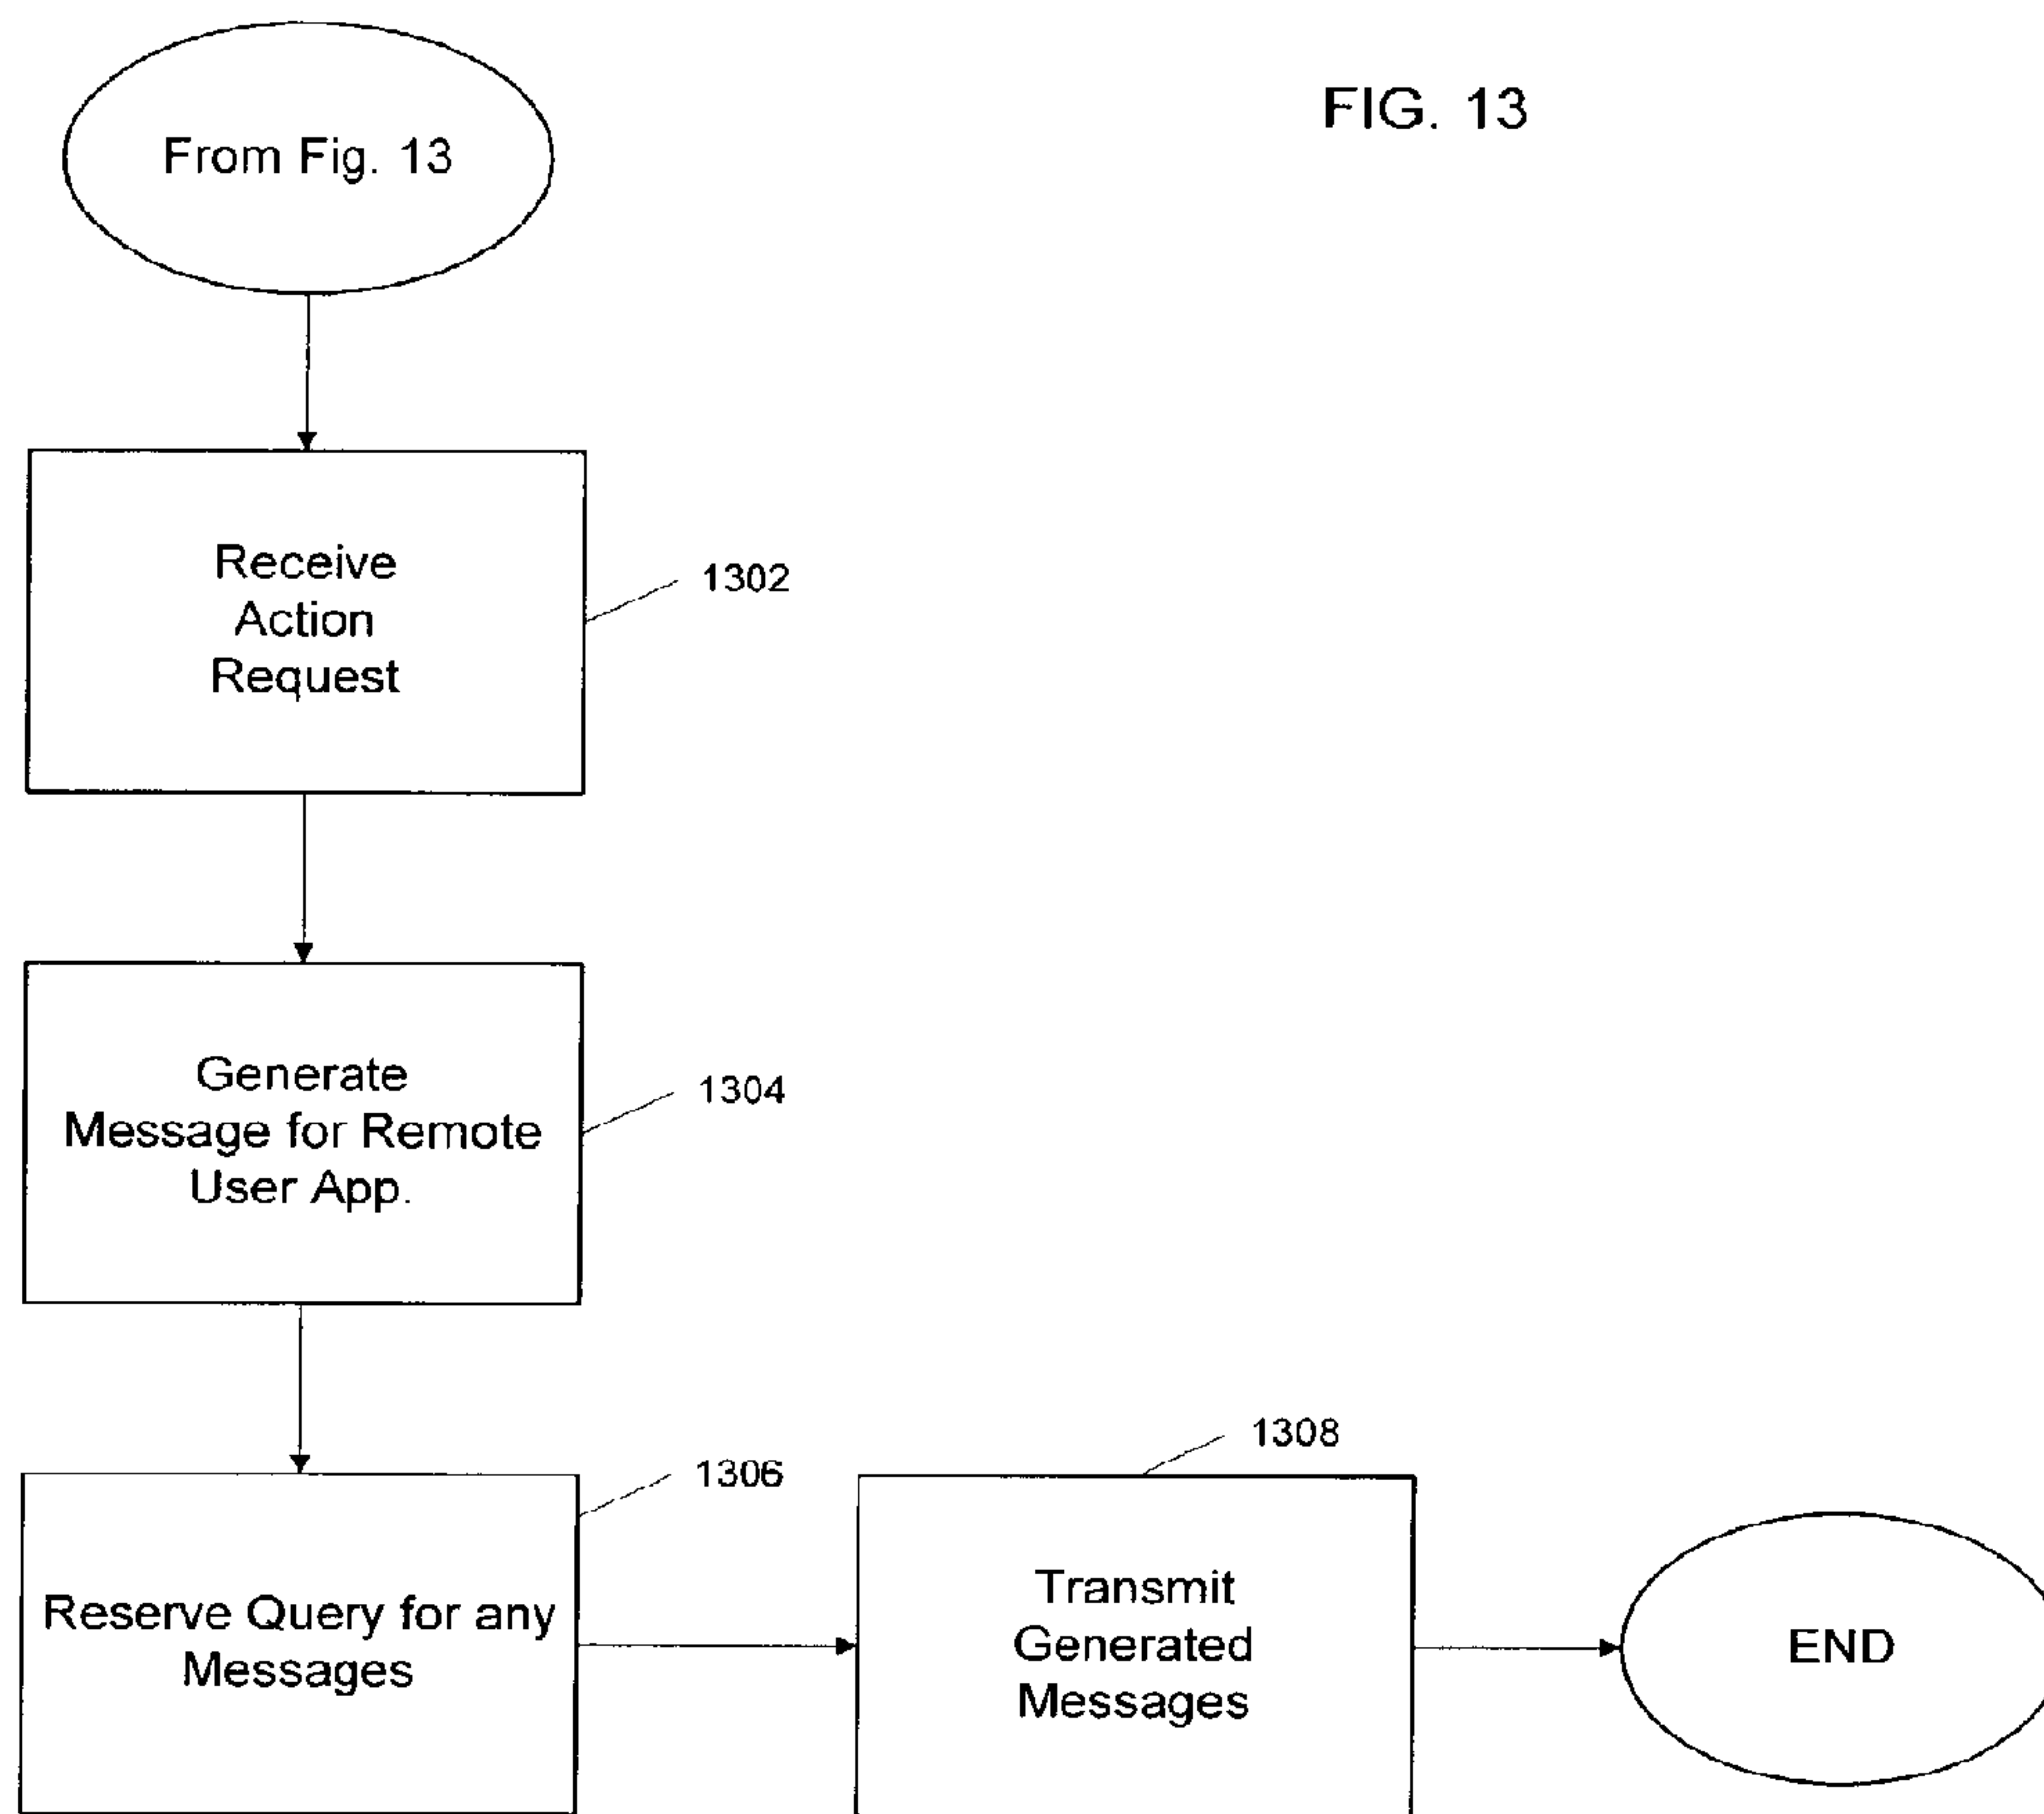 FIG. 13
From Fig. 13
Receive
Action
Request
1302
Generate
Message for Remote
User App.
1304
Reserve Query for any
Messages
1306
Transmit
Generated
Messages
1308
END